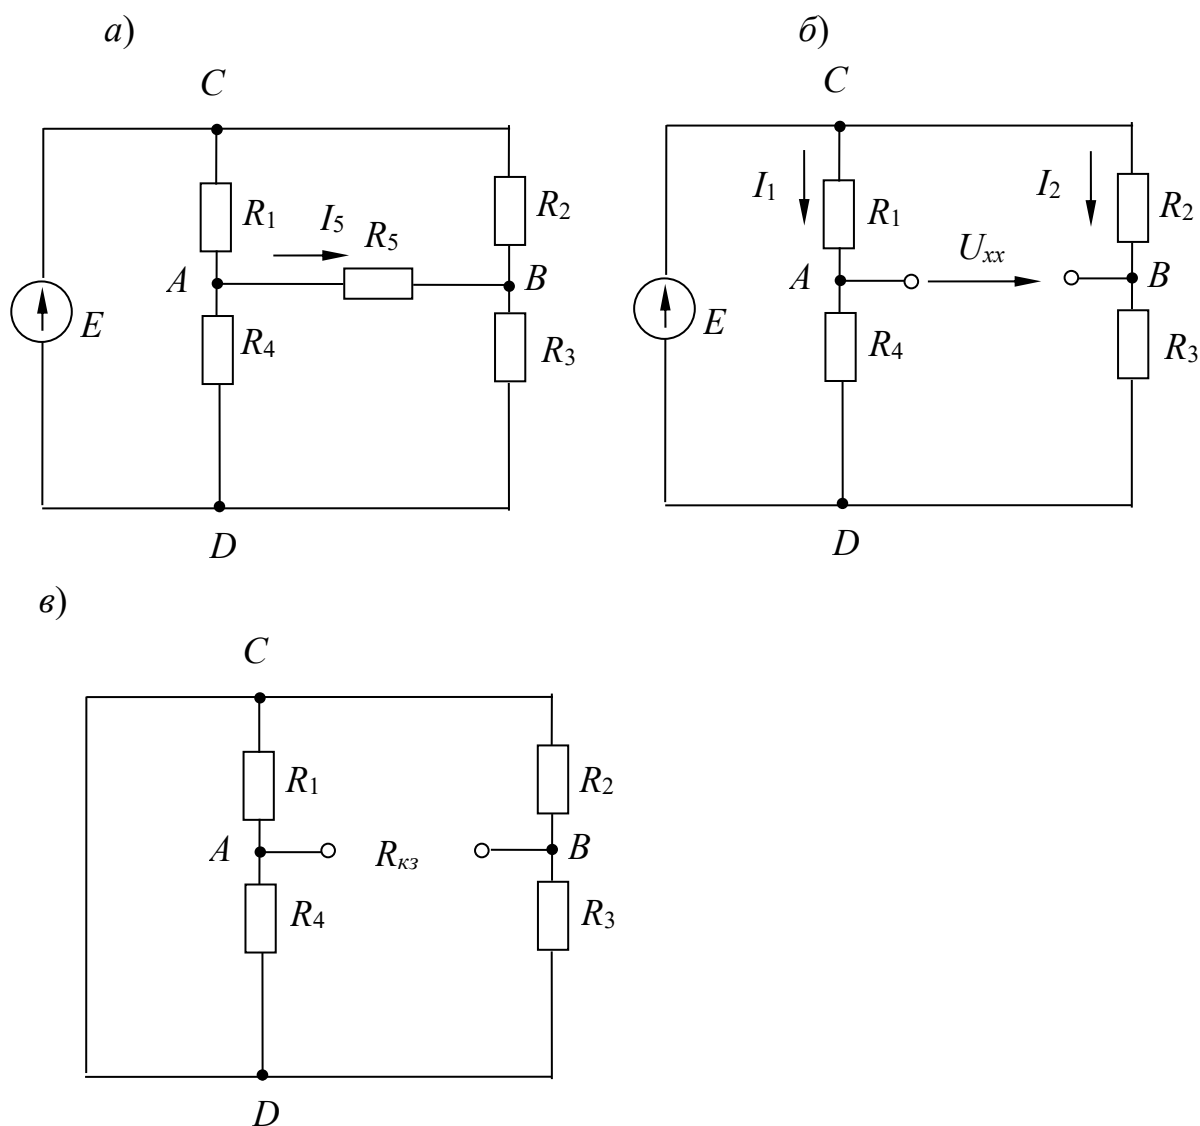 а) б)
C C
R1 I5 R5 R2 I1 R1 I2 R2
A B A Uxx B
E R4 R3 E R4 R3
D D
в)
C
R1 R2
A Rкз B
R4 R3
D